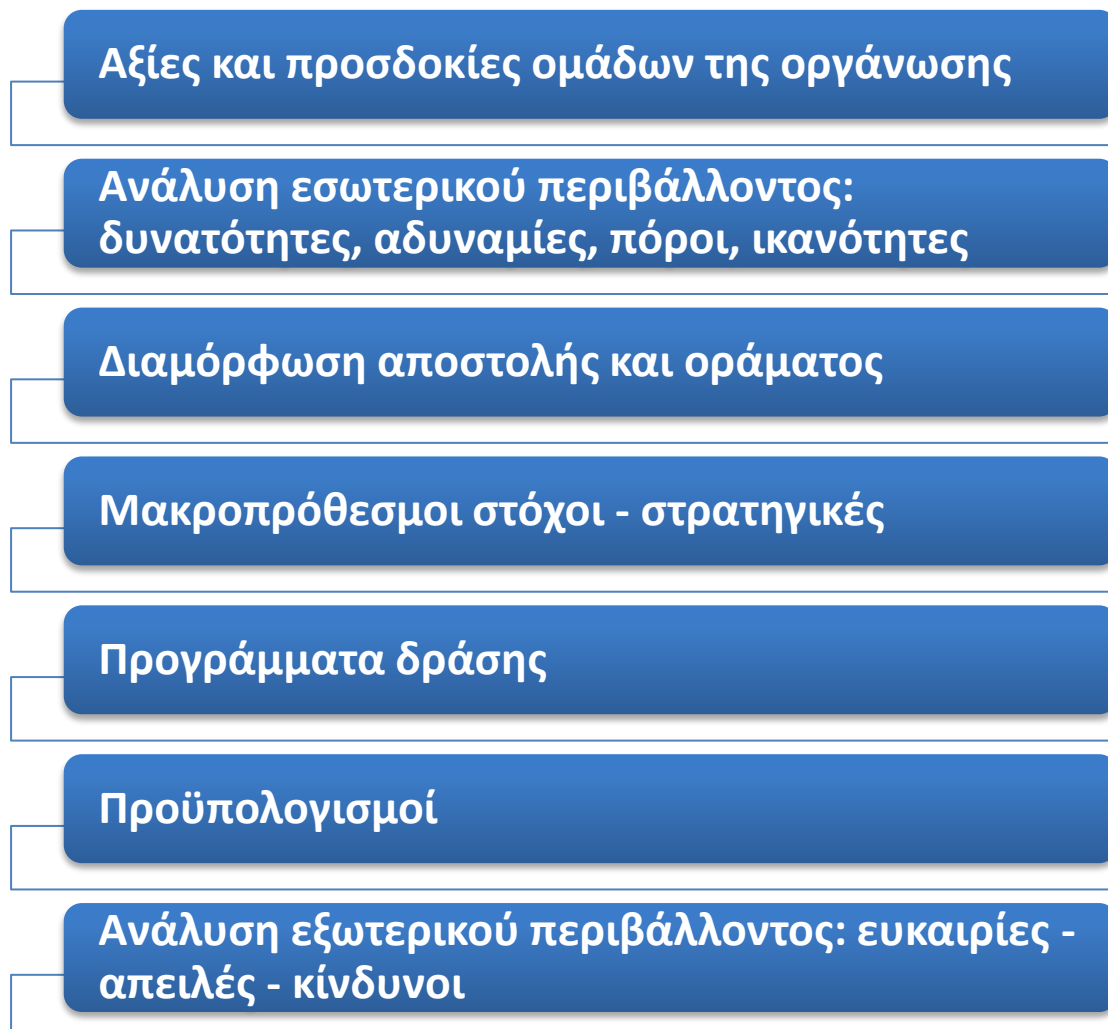 Αξίες και προσδοκίες ομάδων της οργάνωσης
Ανάλυση εσωτερικού περιβάλλοντος:
δυνατότητες, αδυναμίες, πόροι, ικανότητες
Διαμόρφωση αποστολής και οράματος
Μακροπρόθεσμοι στόχοι - στρατηγικές
Προγράμματα δράσης
Προϋπολογισμοί
Ανάλυση εξωτερικού περιβάλλοντος: ευκαιρίες -
απειλές - κίνδυνοι